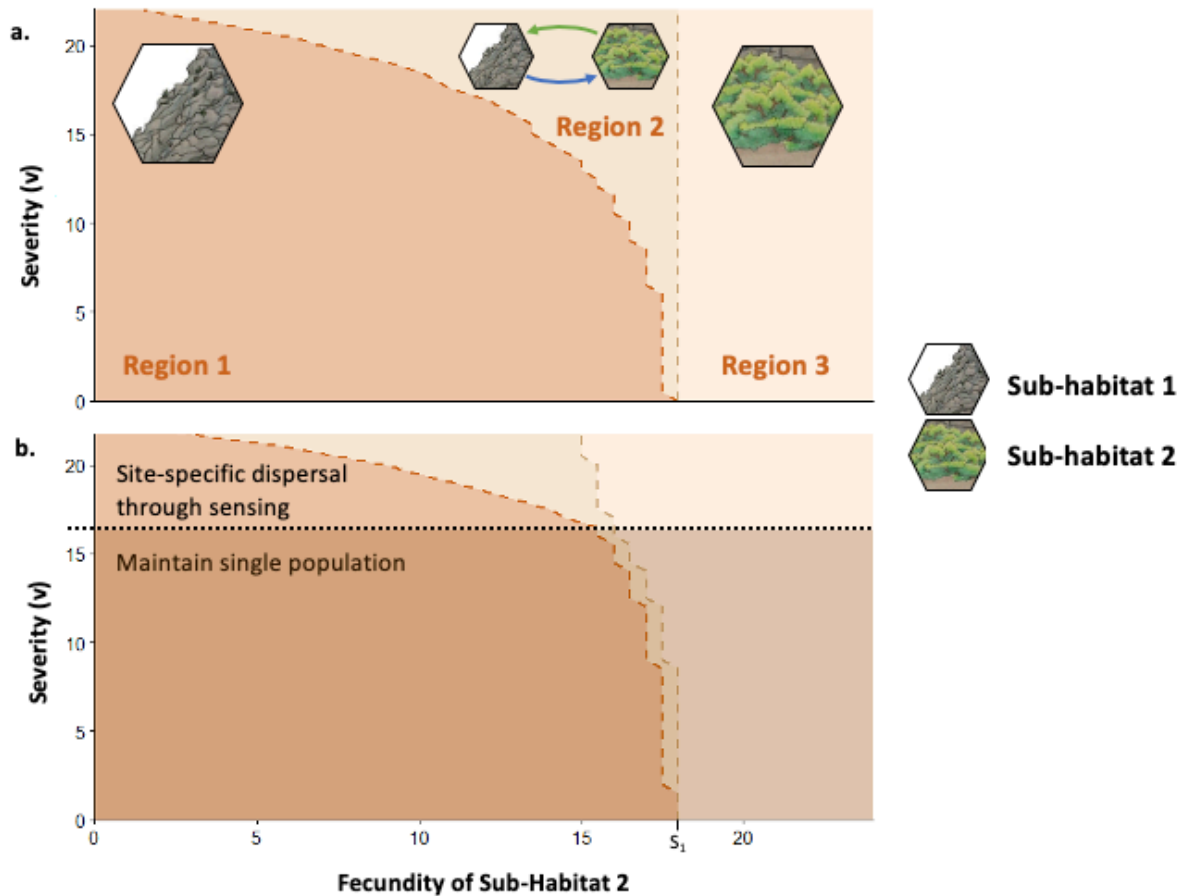 a.
20
15
10
5
0
Severity (v)
Region 1
Region 2
Region 3
Sub-habitat 1
Sub-habitat 2
b.
20
15
10
5
0
Severity (v)
Site-specific dispersal
through sensing
Maintain single population
0 5 10 15 S₁ 20
Fecundity of Sub-Habitat 2